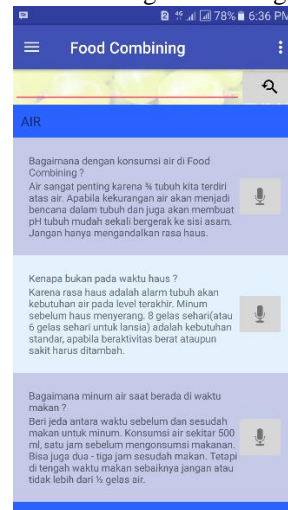 78% 6:36 PM
Food Combining
AIR
Bagaimana dengan konsumsi air di Food
Combining ?
Air sangat penting karena ¾ tubuh kita terdiri
atas air. Apabila kekurangan air akan menjadi
bencana dalam tubuh dan juga akan membuat
pH tubuh mudah sekali bergerak ke sisi asam.
Jangan hanya mengandalkan rasa haus.
Kenapa bukan pada waktu haus ?
Karena rasa haus adalah alarm tubuh akan
kebutuhan air pada level terakhir. Minum
sebelum haus menyerang. 8 gelas sehari(atau
6 gelas sehari untuk lansia) adalah kebutuhan
standar, apabila beraktivitas berat ataupun
sakit harus ditambah.
Bagaimana minum air saat berada di waktu
makan ?
Beri jeda antara waktu sebelum dan sesudah
makan untuk minum. Konsumsi air sekitar 500
ml, satu jam sebelum mengonsumsi makanan.
Bisa juga dua - tiga jam sesudah makan. Tetapi
di tengah waktu makan sebaiknya jangan atau
tidak lebih dari ½ gelas air.